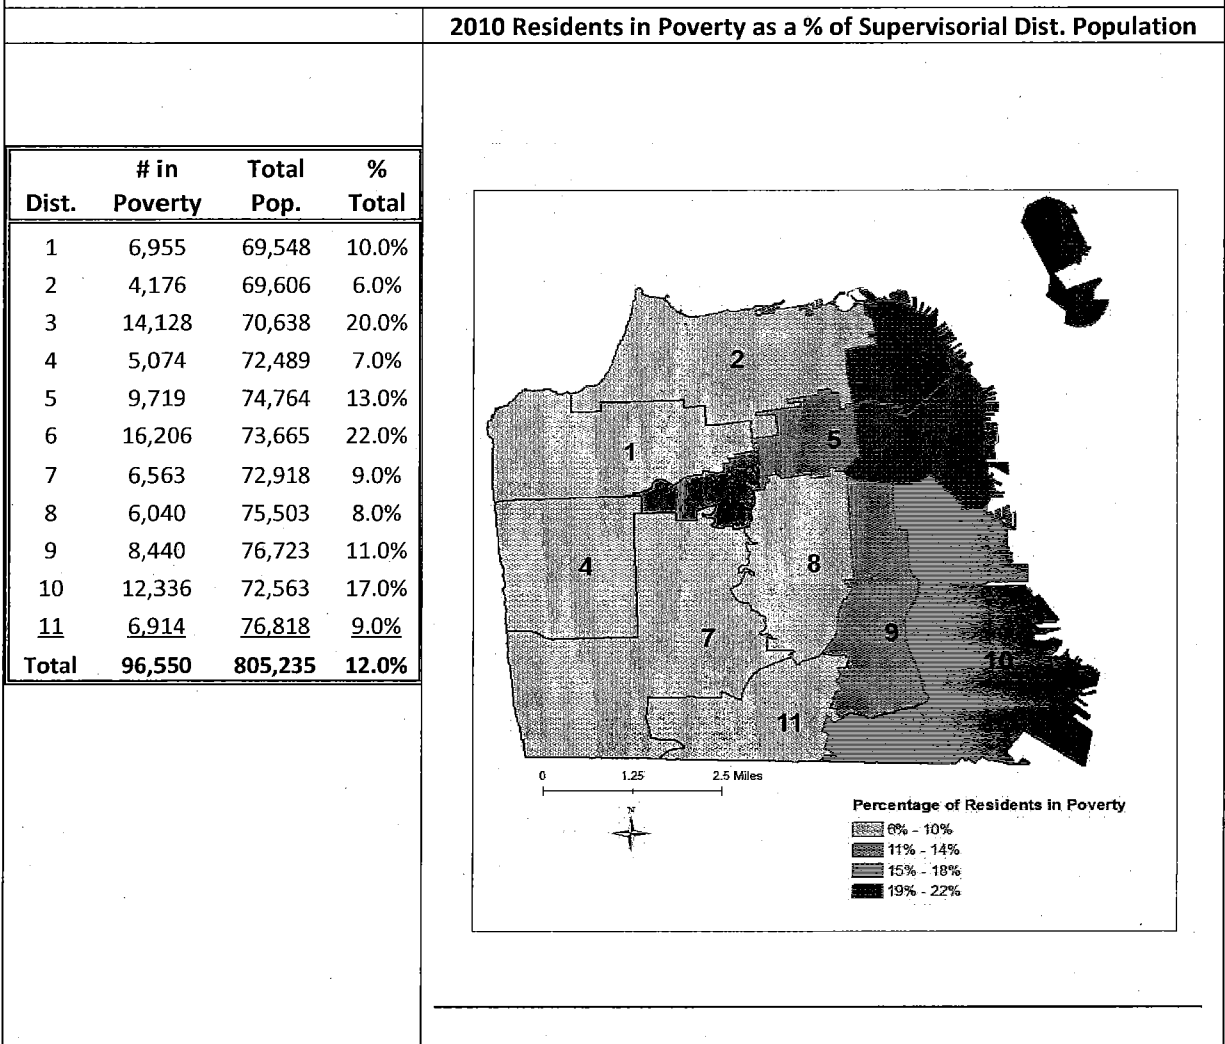 2010 Residents in Poverty as a % of Supervisorial Dist. Population
# in Total %
Dist. Poverty Pop. Total
1 6,955 69,548 10.0%
2 4,176 69,606 6.0%
3 14,128 70,638 20.0%
4 5,074 72,489 7.0%
5 9,719 74,764 13.0%
6 16,206 73,665 22.0%
7 6,563 72,918 9.0%
8 6,040 75,503 8.0%
9 8,440 76,723 11.0%
10 12,336 72,563 17.0%
11 6,914 76,818 9.0%
Total 96,550 805,235 12.0%
2
5
1
4
8
7
9
10
11
0 1.25 2.5 Miles
N
Percentage of Residents in Poverty
6% - 10%
11% - 14%
15% - 18%
19% - 22%